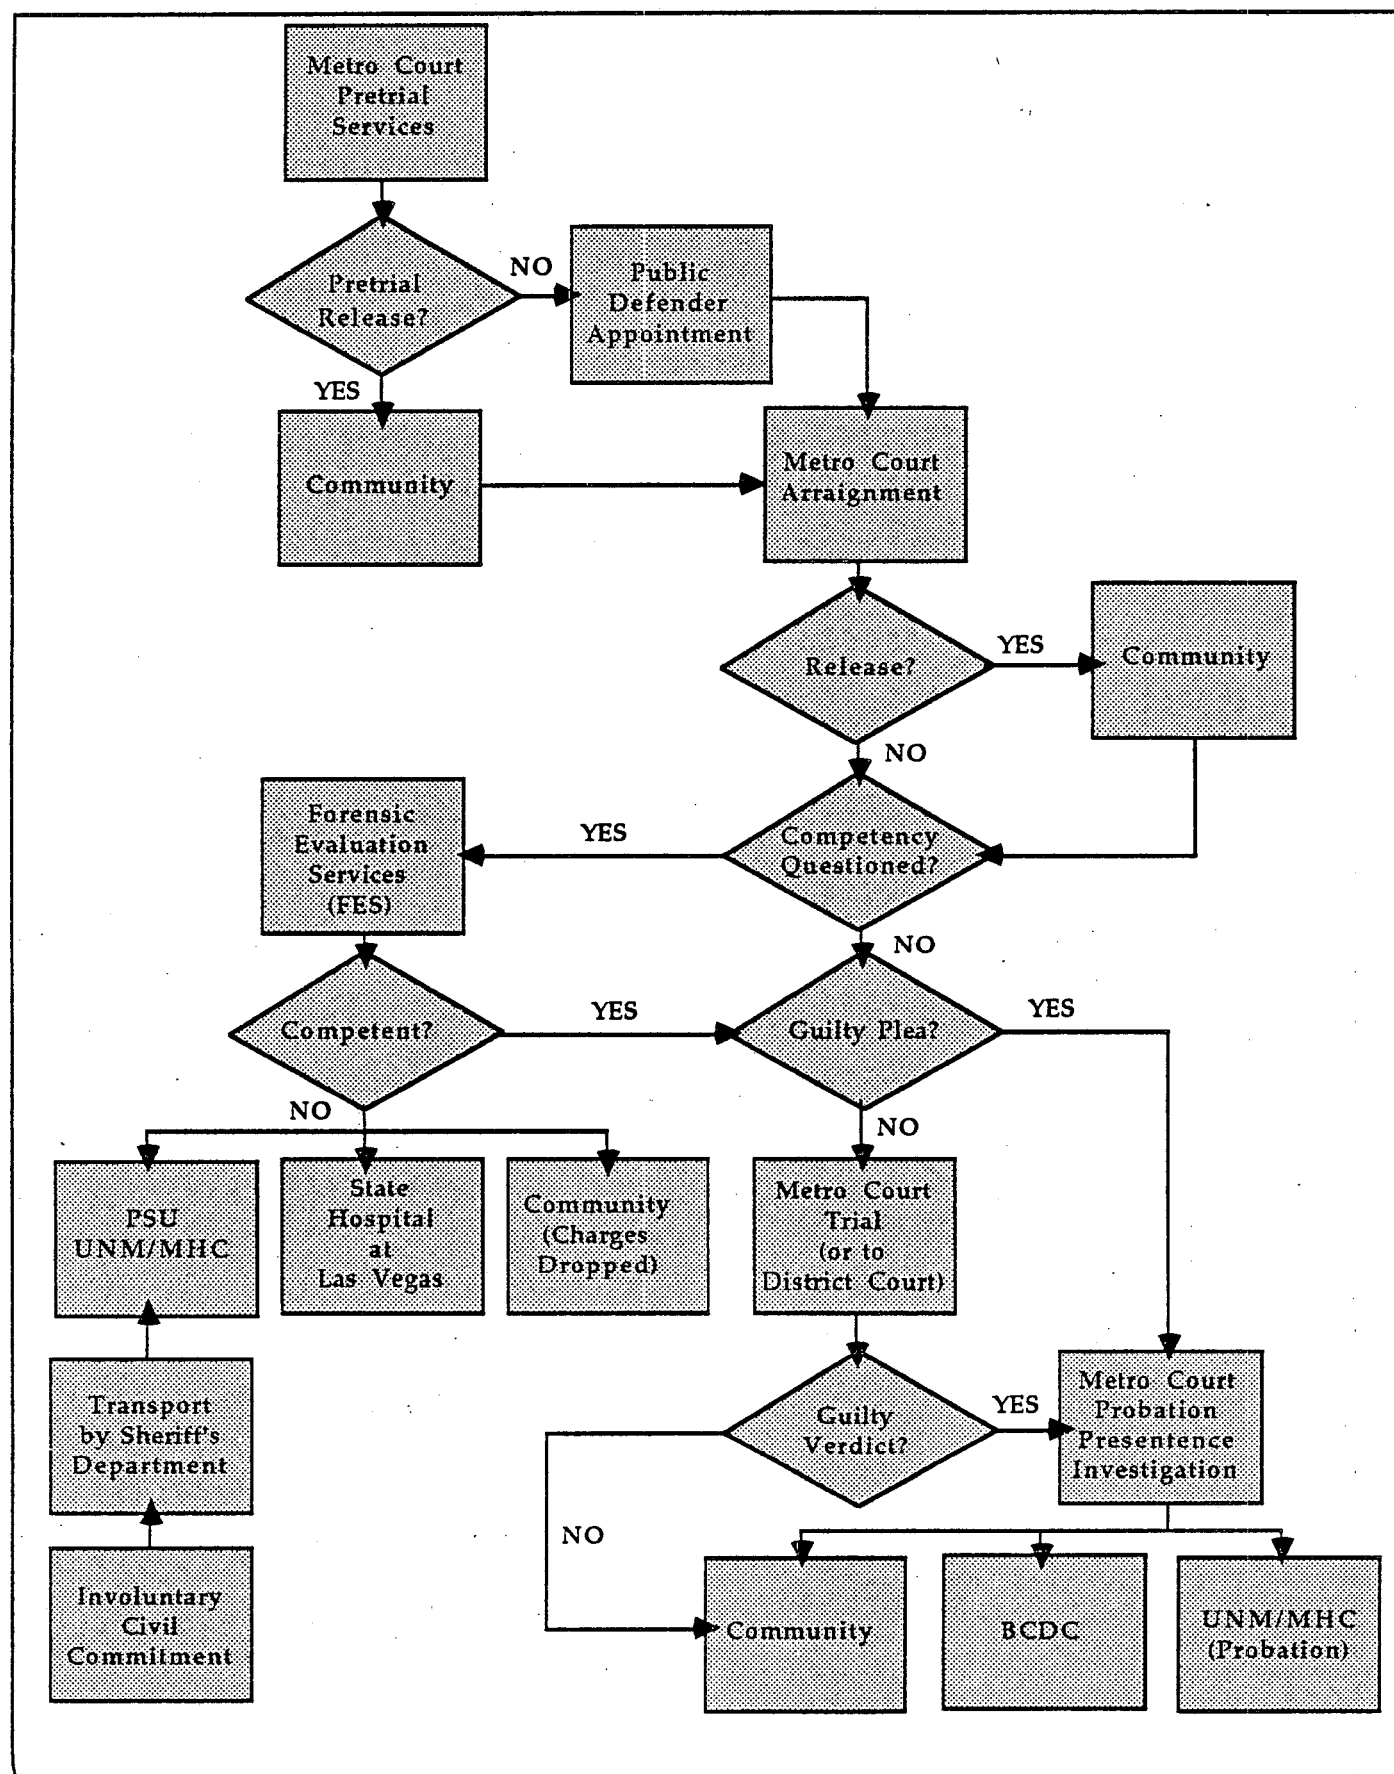 Metro Court
Pretrial
Services
Pretrial
Release?
NO
Public
Defender
Appointment
YES
Community
Metro Court
Arraignment
Release?
YES
Community
NO
Forensic
Evaluation
Services
(FES)
YES
Competency
Questioned?
NO
Competent?
YES
Guilty Plea?
YES
NO
NO
PSU
UNM/MHC
State
Hospital
at
Las Vegas
Community
(Charges
Dropped)
Metro Court
Trial
(or to
District Court)
Transport
by Sheriff's
Department
Guilty
Verdict?
YES
Metro Court
Probation
Presentence
Investigation
NO
Involuntary
Civil
Commitment
Community
BCDC
UNM/MHC
(Probation)